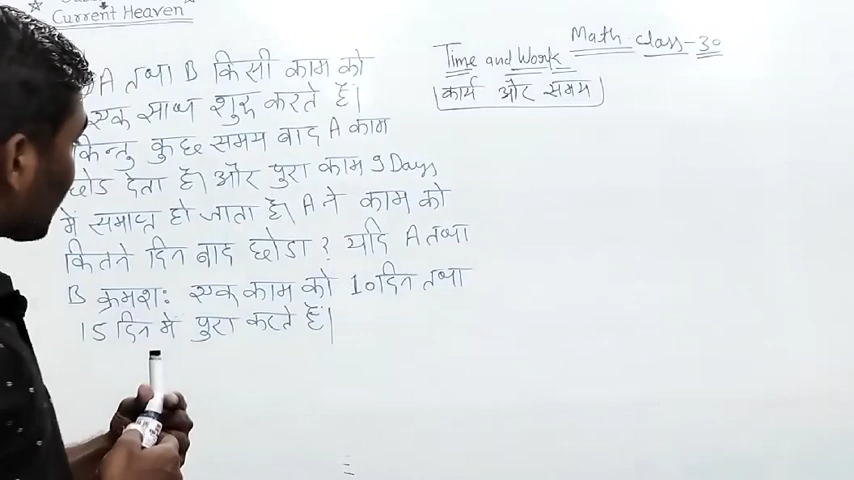 Current Heaven
Math class-30
Time and Work
कार्य और समय
A तथा B किसी काम को
एक साथ शुरू करते हैं।
किन्तु कुछ समय बाद A काम
छोड देता है। और पुरा काम 9 Days
में समाप्त हो जाता है। A ने काम को
कितने दिन बाद छोडा? यदि A तथा
B क्रमशः एक काम को 10 दिन तथा
15 दिन में पुरा करते हैं।